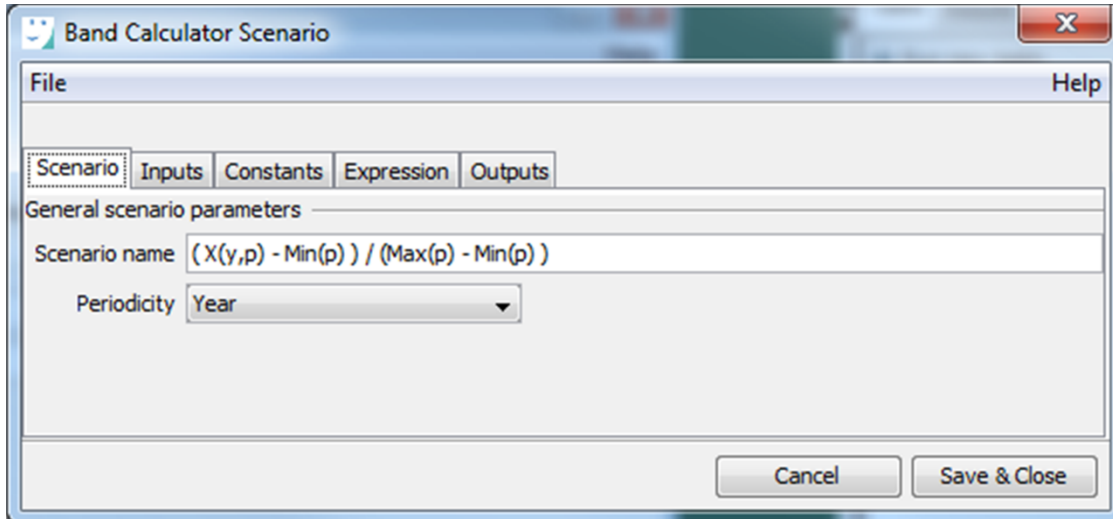 Band Calculator Scenario
File Help
Scenario Inputs Constants Expression Outputs
General scenario parameters
Scenario name ( X(y,p) - Min(p) ) / (Max(p) - Min(p) )
Periodicity Year
Cancel Save & Close